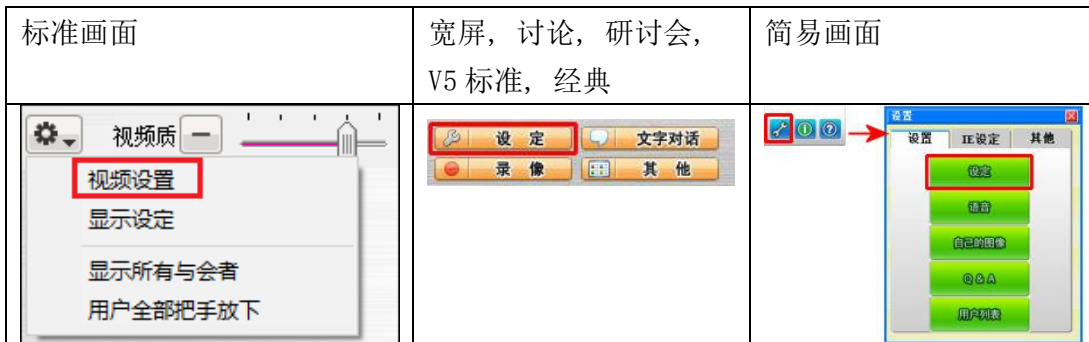 标准画面
宽屏, 讨论, 研讨会,
V5 标准, 经典
简易画面
视频质
视频设置
显示设定
显示所有与会者
用户全部把手放下
设 定
文字对话
录 像
其 他
设置
设置 IE设定 其他
设定
语音
自己的图像
Q & A
用户列表